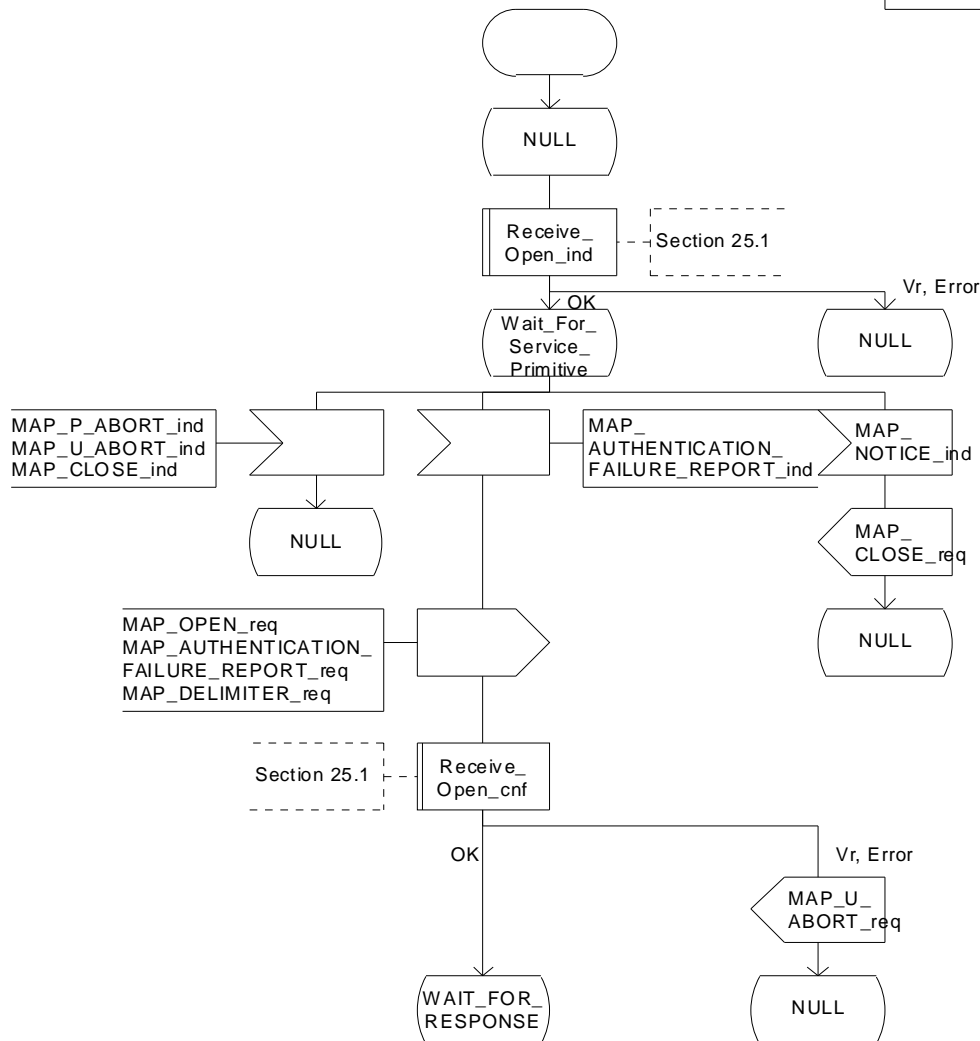 NULL
Receive_
Open_ind
Section 25.1
Vr, Error
OK
Wait_For_
Service_
Primitive
NULL
MAP_P_ABORT_ind
MAP_U_ABORT_ind
MAP_CLOSE_ind
MAP_
AUTHENTICATION_
FAILURE_REPORT_ind
MAP_
NOTICE_ind
NULL
MAP_
CLOSE_req
NULL
MAP_OPEN_req
MAP_AUTHENTICATION_
FAILURE_REPORT_req
MAP_DELIMITER_req
Section 25.1
Receive_
Open_cnf
OK
Vr, Error
MAP_U_
ABORT_req
WAIT_FOR_
RESPONSE
NULL